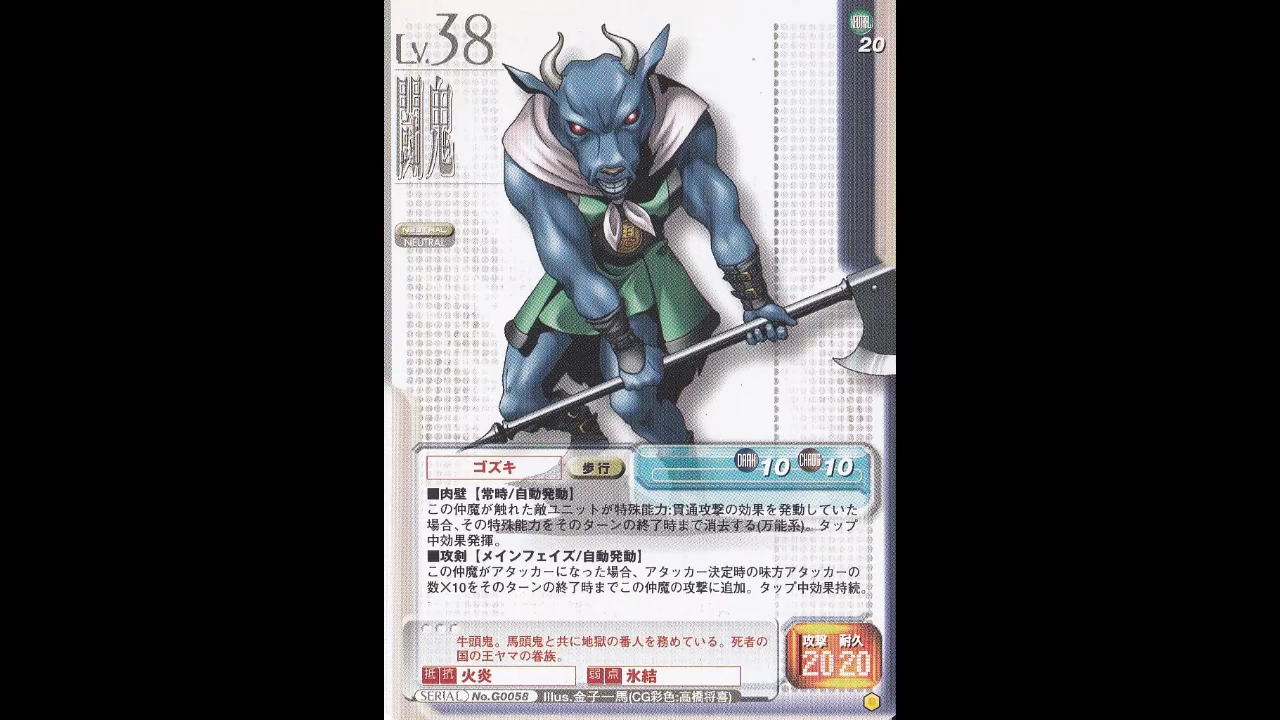 Lv.38
NEUTRAL
20
闘鬼
NEUTRAL
NEUTRAL
ゴズキ
歩行
DARK 10 CHAOS 10
■肉壁【常時/自動発動】
この仲魔が触れた敵ユニットが特殊能力:貫通攻撃の効果を発動していた
場合、その特殊能力をそのターンの終了時まで消去する(万能系)。タップ
中効果発揮。
■攻剣【メインフェイズ/自動発動】
この仲魔がアタッカーになった場合、アタッカー決定時の味方アタッカーの
数×10をそのターンの終了時までこの仲魔の攻撃に追加。タップ中効果持続。
牛頭鬼。馬頭鬼と共に地獄の番人を務めている。死者の
国の王ヤマの眷族。
攻撃 耐久
20 20
抵抗 火炎
弱点 氷結
SERIAL No.G0058 Illus.金子一馬(CG彩色:高橋将喜)